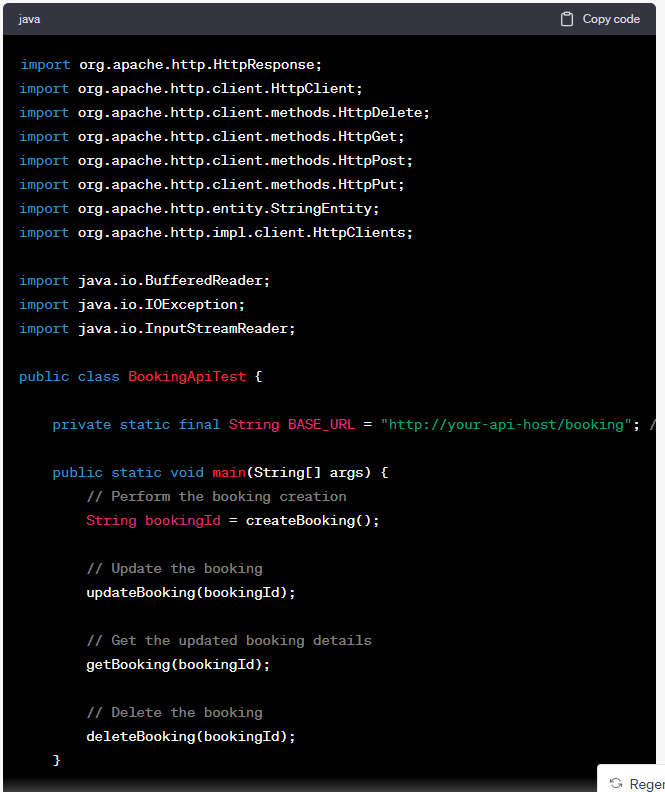 java
Copy code
import org.apache.http.HttpResponse;
import org.apache.http.client.HttpClient;
import org.apache.http.client.methods.HttpDelete;
import org.apache.http.client.methods.HttpGet;
import org.apache.http.client.methods.HttpPost;
import org.apache.http.client.methods.HttpPut;
import org.apache.http.entity.StringEntity;
import org.apache.http.impl.client.HttpClients;
import java.io.BufferedReader;
import java.io.IOException;
import java.io.InputStreamReader;
public class BookingApiTest {
private static final String BASE_URL = "http://your-api-host/booking"; /
public static void main(String[] args) {
// Perform the booking creation
String bookingId = createBooking();
// Update the booking
updateBooking(bookingId);
// Get the updated booking details
getBooking(bookingId);
// Delete the booking
deleteBooking(bookingId);
}
Regen